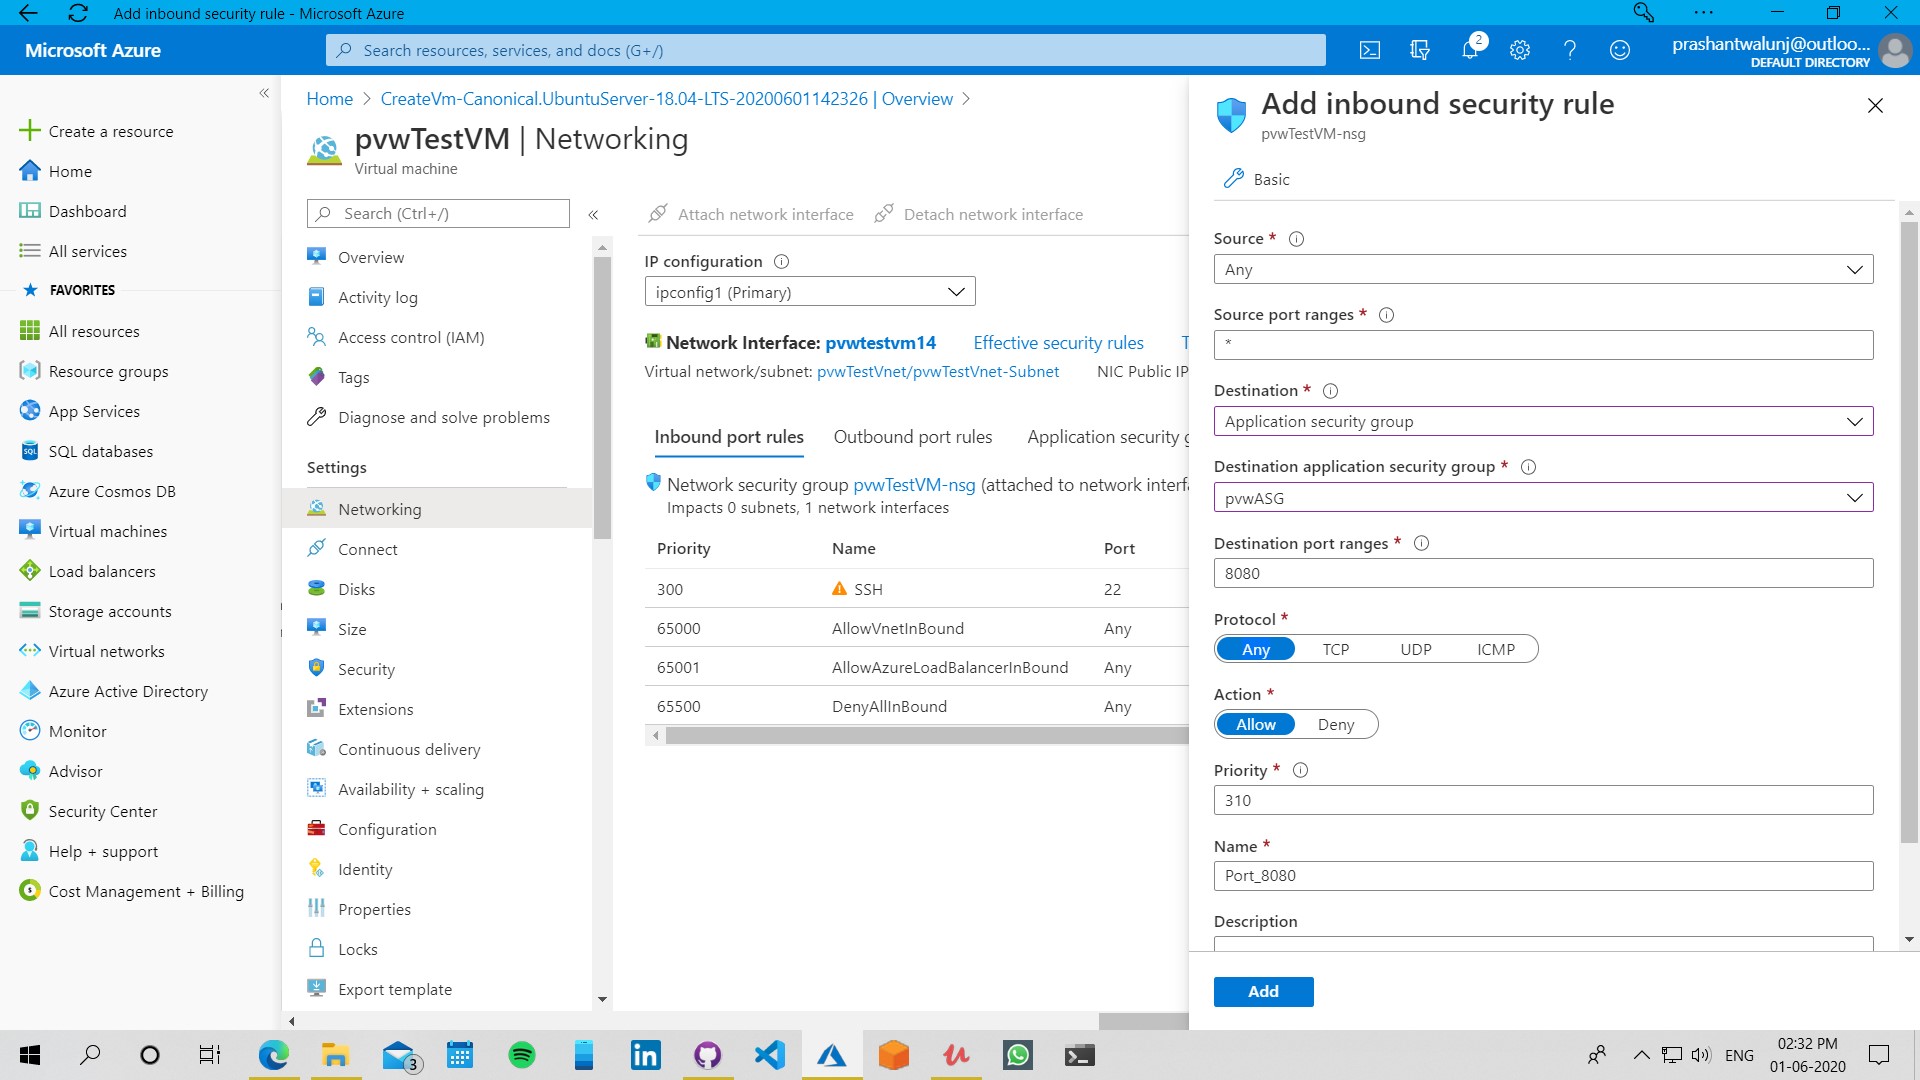 Add inbound security rule - Microsoft Azure
Microsoft Azure
Search resources, services, and docs (G+/)
2
prashantwalunj@outloo...
DEFAULT DIRECTORY
Create a resource
Home
Dashboard
All services
FAVORITES
All resources
Resource groups
App Services
SQL databases
Azure Cosmos DB
Virtual machines
Load balancers
Storage accounts
Virtual networks
Azure Active Directory
Monitor
Advisor
Security Center
Help + support
Cost Management + Billing
Home > CreateVm-Canonical.UbuntuServer-18.04-LTS-20200601142326 | Overview >
pvwTestVM | Networking
Virtual machine
Search (Ctrl+/)
Overview
Activity log
Access control (IAM)
Tags
Diagnose and solve problems
Settings
Networking
Connect
Disks
Size
Security
Extensions
Continuous delivery
Availability + scaling
Configuration
Identity
Properties
Locks
Export template
Attach network interface Detach network interface
IP configuration
ipconfig1 (Primary)
Network Interface: pvwtestvm14 Effective security rules T
Virtual network/subnet: pvwTestVnet/pvwTestVnet-Subnet NIC Public IP
Inbound port rules Outbound port rules Application security g
Network security group pvwTestVM-nsg (attached to network interfa
Impacts 0 subnets, 1 network interfaces
Priority Name Port
300 SSH 22
65000 AllowVnetInBound Any
65001 AllowAzureLoadBalancerInBound Any
65500 DenyAllInBound Any
Add inbound security rule
pvwTestVM-nsg
Basic
Source *
Any
Source port ranges *
*
Destination *
Application security group
Destination application security group *
pvwASG
Destination port ranges *
8080
Protocol *
Any TCP UDP ICMP
Action *
Allow Deny
Priority *
310
Name *
Port_8080
Description
Add
3
ENG
02:32 PM
01-06-2020